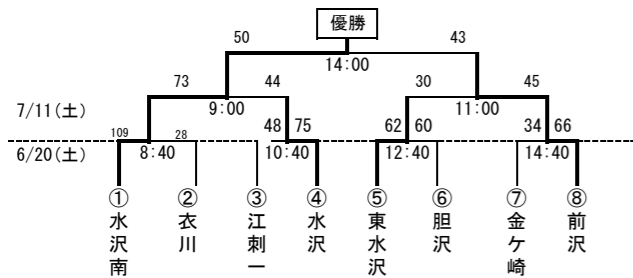 優勝
50 43
14:00
73 44 30 45
7/11(土) 9:00 11:00
109 28 48 75 62 60 34 66
6/20(土) 8:40 10:40 12:40 14:40
① ② ③ ④ ⑤ ⑥ ⑦ ⑧
水沢南
衣川
江刺一
水沢
東水沢
胆沢
金ケ崎
前沢